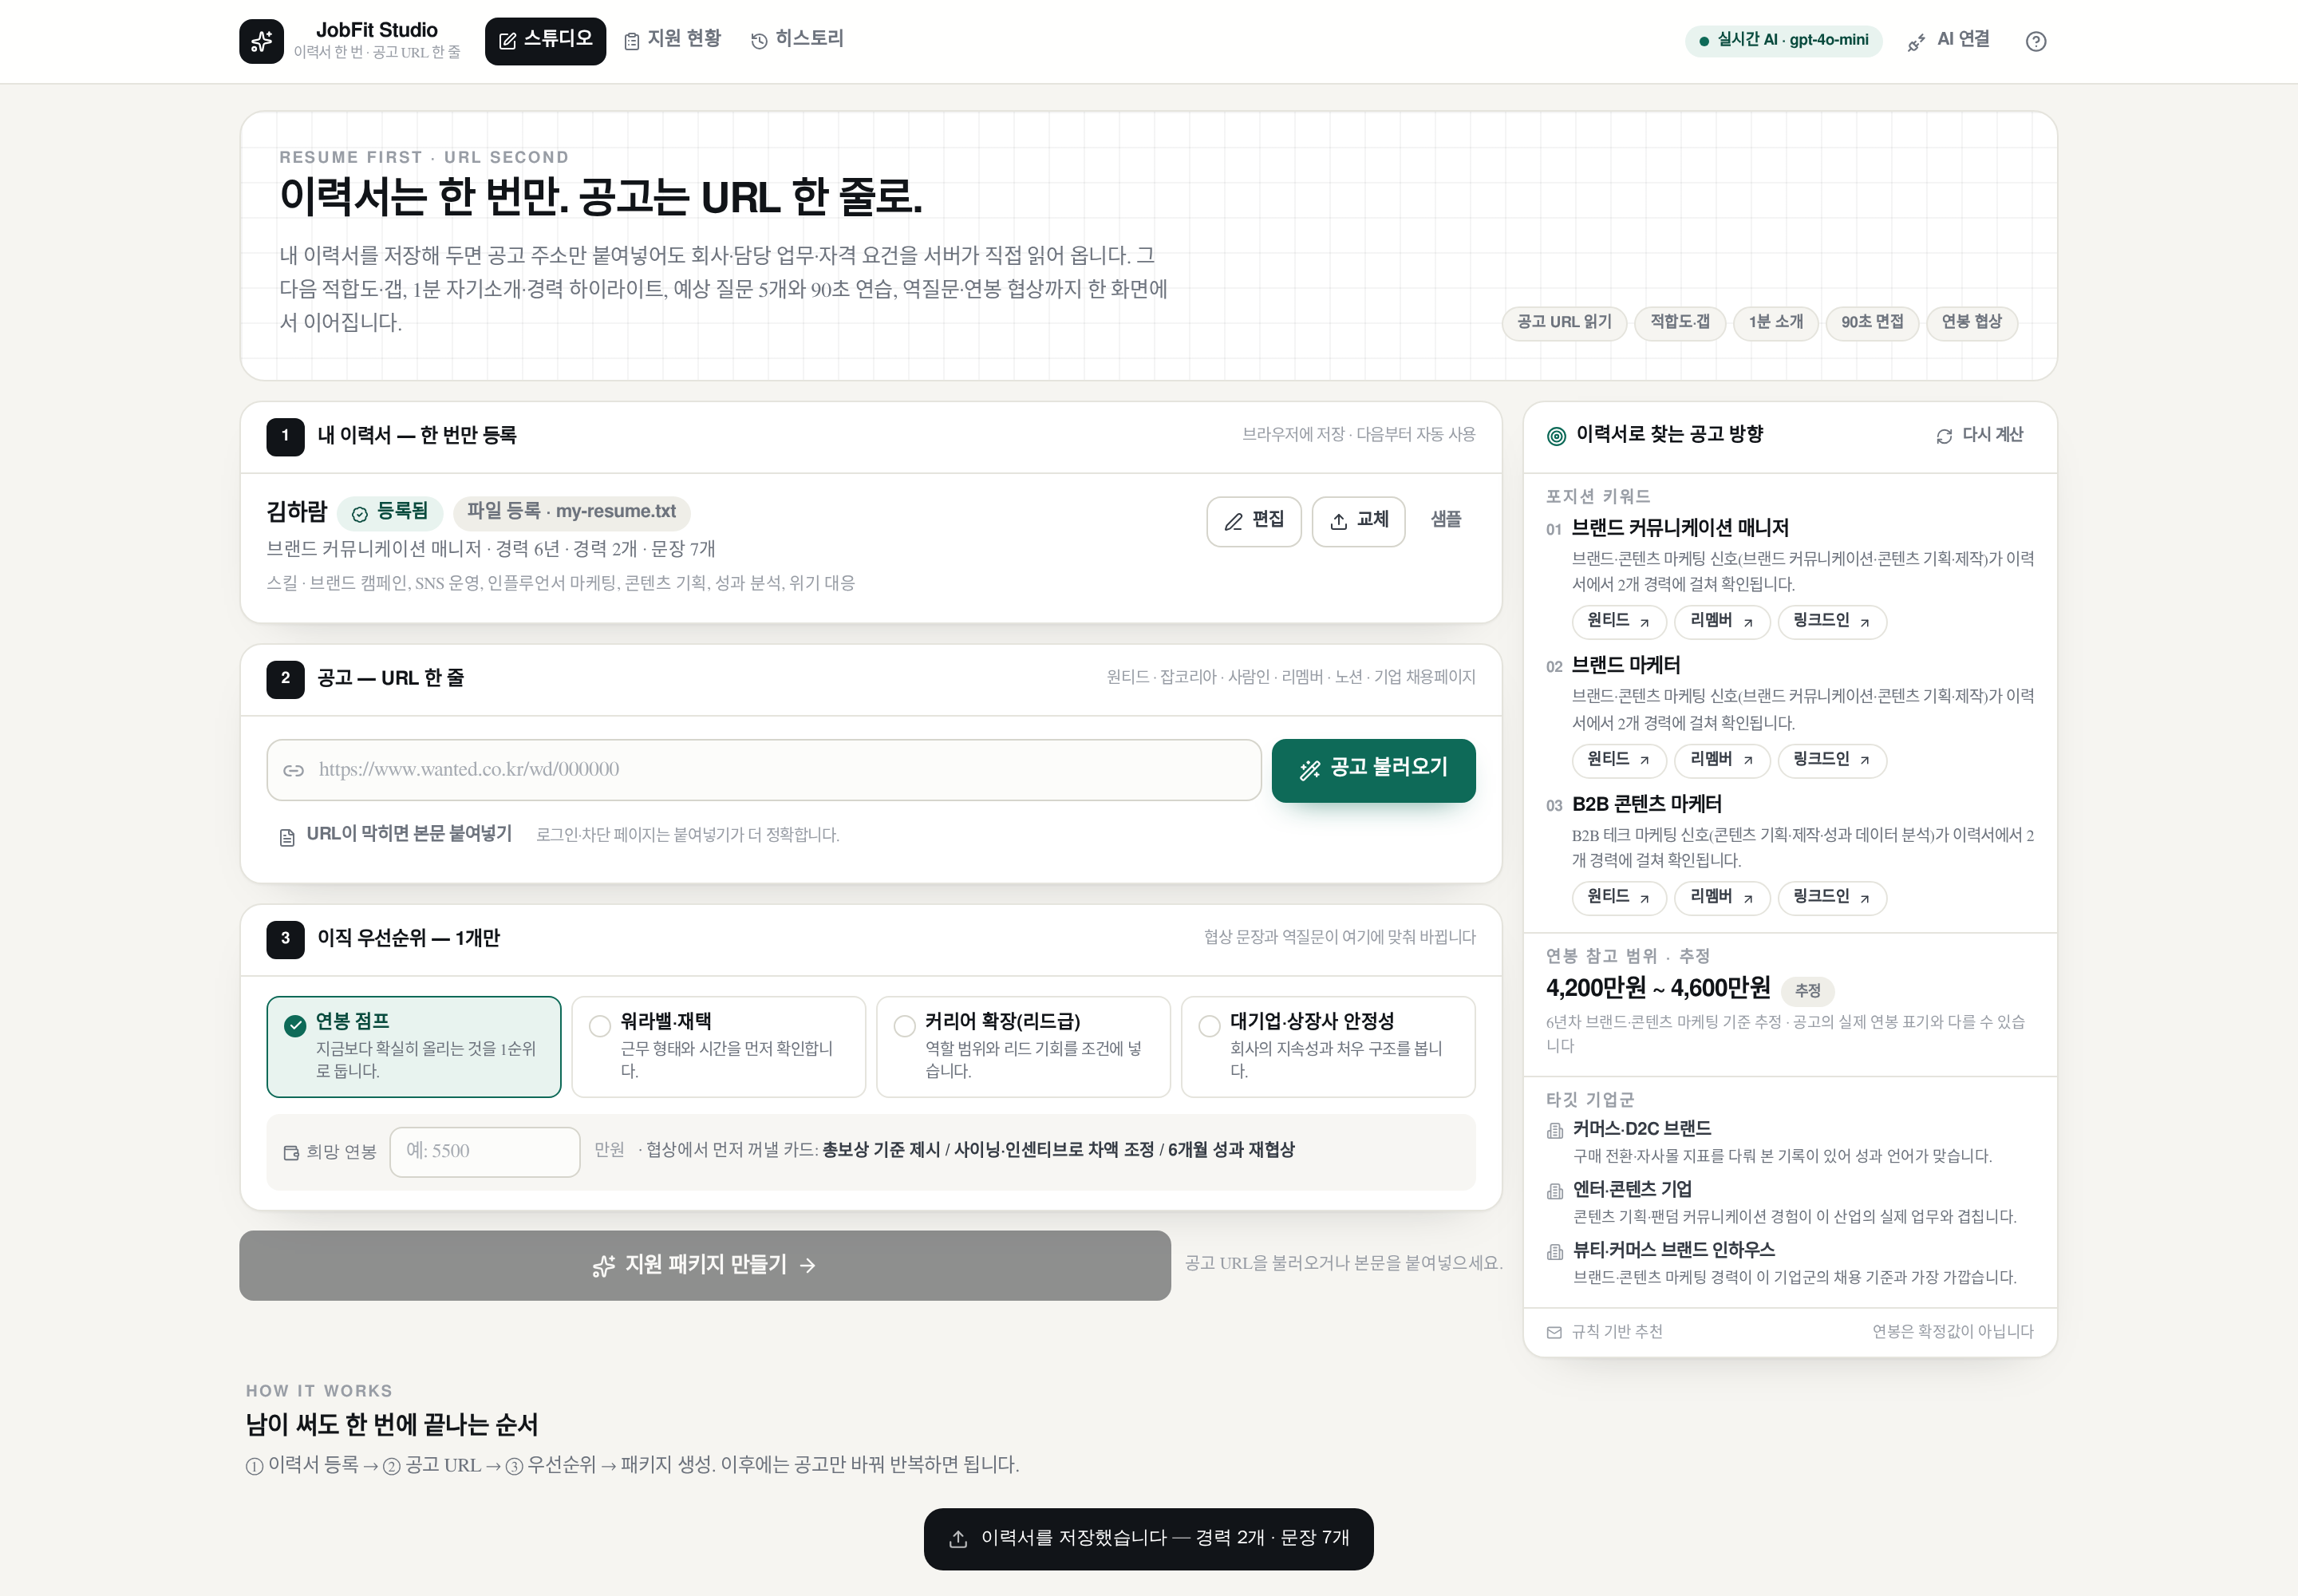 JobFit Studio
이력서 한 번 · 공고 URL 한 줄
스튜디오
지원 현황
히스토리
실시간 AI · gpt-4o-mini
AI 연결
RESUME FIRST · URL SECOND
이력서는 한 번만. 공고는 URL 한 줄로.
내 이력서를 저장해 두면 공고 주소만 붙여넣어도 회사·담당 업무·자격 요건을 서버가 직접 읽어 옵니다. 그
다음 적합도·갭, 1분 자기소개·경력 하이라이트, 예상 질문 5개와 90초 연습, 역질문·연봉 협상까지 한 화면에
서 이어집니다.
공고 URL 읽기
적합도·갭
1분 소개
90초 면접
연봉 협상
1
내 이력서 — 한 번만 등록
브라우저에 저장 · 다음부터 자동 사용
김하람
등록됨
파일 등록 · my-resume.txt
편집
교체
샘플
브랜드 커뮤니케이션 매니저 · 경력 6년 · 경력 2개 · 문장 7개
스킬 · 브랜드 캠페인, SNS 운영, 인플루언서 마케팅, 콘텐츠 기획, 성과 분석, 위기 대응
2
공고 — URL 한 줄
원티드 · 잡코리아 · 사람인 · 리멤버 · 노션 · 기업 채용페이지
https://www.wanted.co.kr/wd/000000
공고 불러오기
URL이 막히면 본문 붙여넣기
로그인·차단 페이지는 붙여넣기가 더 정확합니다.
3
이직 우선순위 — 1개만
협상 문장과 역질문이 여기에 맞춰 바뀝니다
연봉 점프
지금보다 확실히 올리는 것을 1순위
로 둡니다.
워라밸·재택
근무 형태와 시간을 먼저 확인합니
다.
커리어 확장(리드급)
역할 범위와 리드 기회를 조건에 넣
습니다.
대기업·상장사 안정성
회사의 지속성과 처우 구조를 봅니
다.
희망 연봉
예: 5500
만원
· 협상에서 먼저 꺼낼 카드: 총보상 기준 제시 / 사이닝·인센티브로 차액 조정 / 6개월 성과 재협상
지원 패키지 만들기
공고 URL을 불러오거나 본문을 붙여넣으세요.
이력서로 찾는 공고 방향
다시 계산
포지션 키워드
01 브랜드 커뮤니케이션 매니저
브랜드·콘텐츠 마케팅 신호(브랜드 커뮤니케이션·콘텐츠 기획·제작)가 이력
서에서 2개 경력에 걸쳐 확인됩니다.
원티드
리멤버
링크드인
02 브랜드 마케터
브랜드·콘텐츠 마케팅 신호(브랜드 커뮤니케이션·콘텐츠 기획·제작)가 이력
서에서 2개 경력에 걸쳐 확인됩니다.
원티드
리멤버
링크드인
03 B2B 콘텐츠 마케터
B2B 테크 마케팅 신호(콘텐츠 기획·제작·성과 데이터 분석)가 이력서에서 2
개 경력에 걸쳐 확인됩니다.
원티드
리멤버
링크드인
연봉 참고 범위 · 추정
4,200만원 ~ 4,600만원
추정
6년차 브랜드·콘텐츠 마케팅 기준 추정 · 공고의 실제 연봉 표기와 다를 수 있습
니다
타깃 기업군
커머스·D2C 브랜드
구매 전환·자사몰 지표를 다뤄 본 기록이 있어 성과 언어가 맞습니다.
엔터·콘텐츠 기업
콘텐츠 기획·팬덤 커뮤니케이션 경험이 이 산업의 실제 업무와 겹칩니다.
뷰티·커머스 브랜드 인하우스
브랜드·콘텐츠 마케팅 경력이 이 기업군의 채용 기준과 가장 가깝습니다.
규칙 기반 추천
연봉은 확정값이 아닙니다
HOW IT WORKS
남이 써도 한 번에 끝나는 순서
① 이력서 등록 → ② 공고 URL → ③ 우선순위 → 패키지 생성. 이후에는 공고만 바꿔 반복하면 됩니다.
이력서를 저장했습니다 — 경력 2개 · 문장 7개